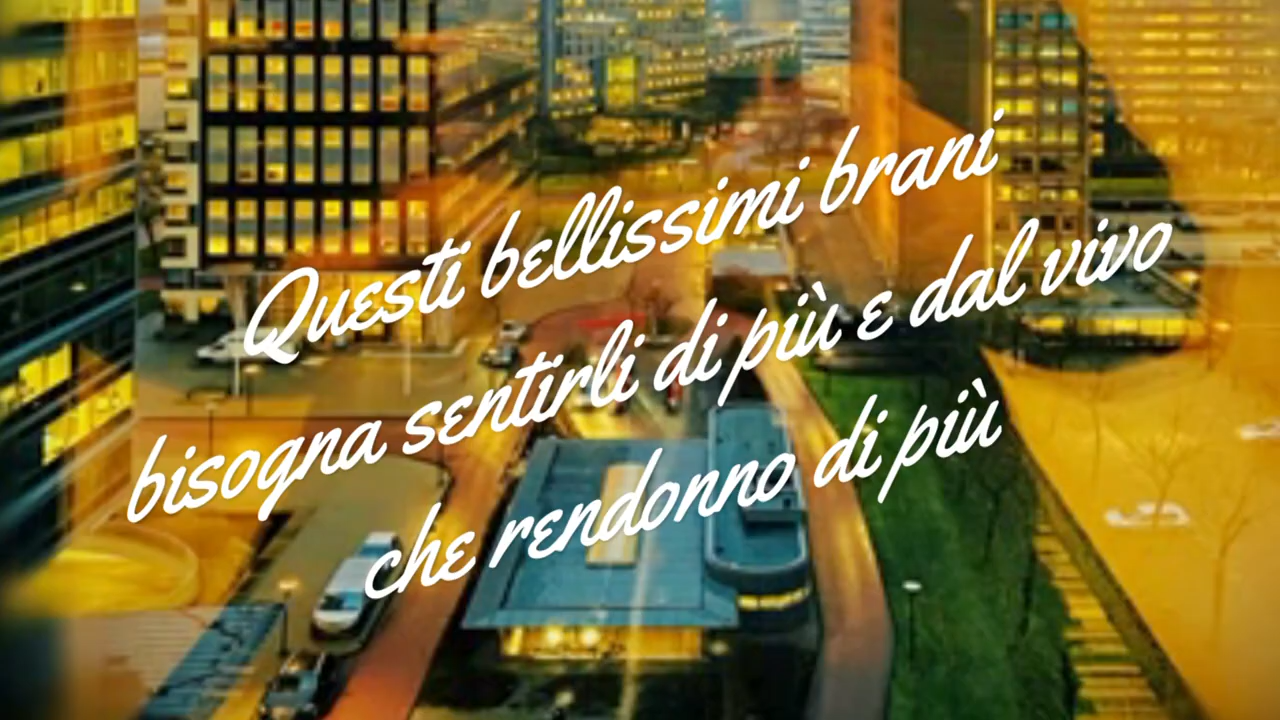 Questi bellissimi brani
bisogna sentirli di più e dal vivo
che rendonno di più